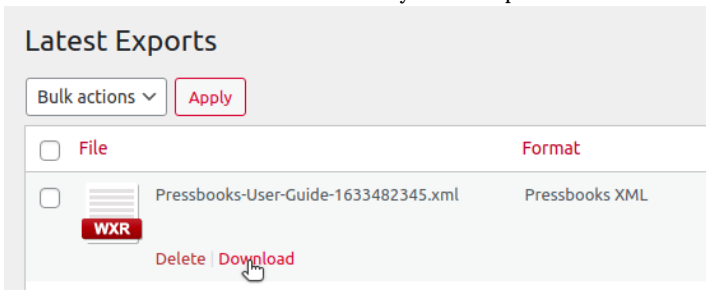 Latest Exports
Bulk actions Apply
File Format
Pressbooks-User-Guide-1633482345.xml Pressbooks XML
WXR
Delete | Download